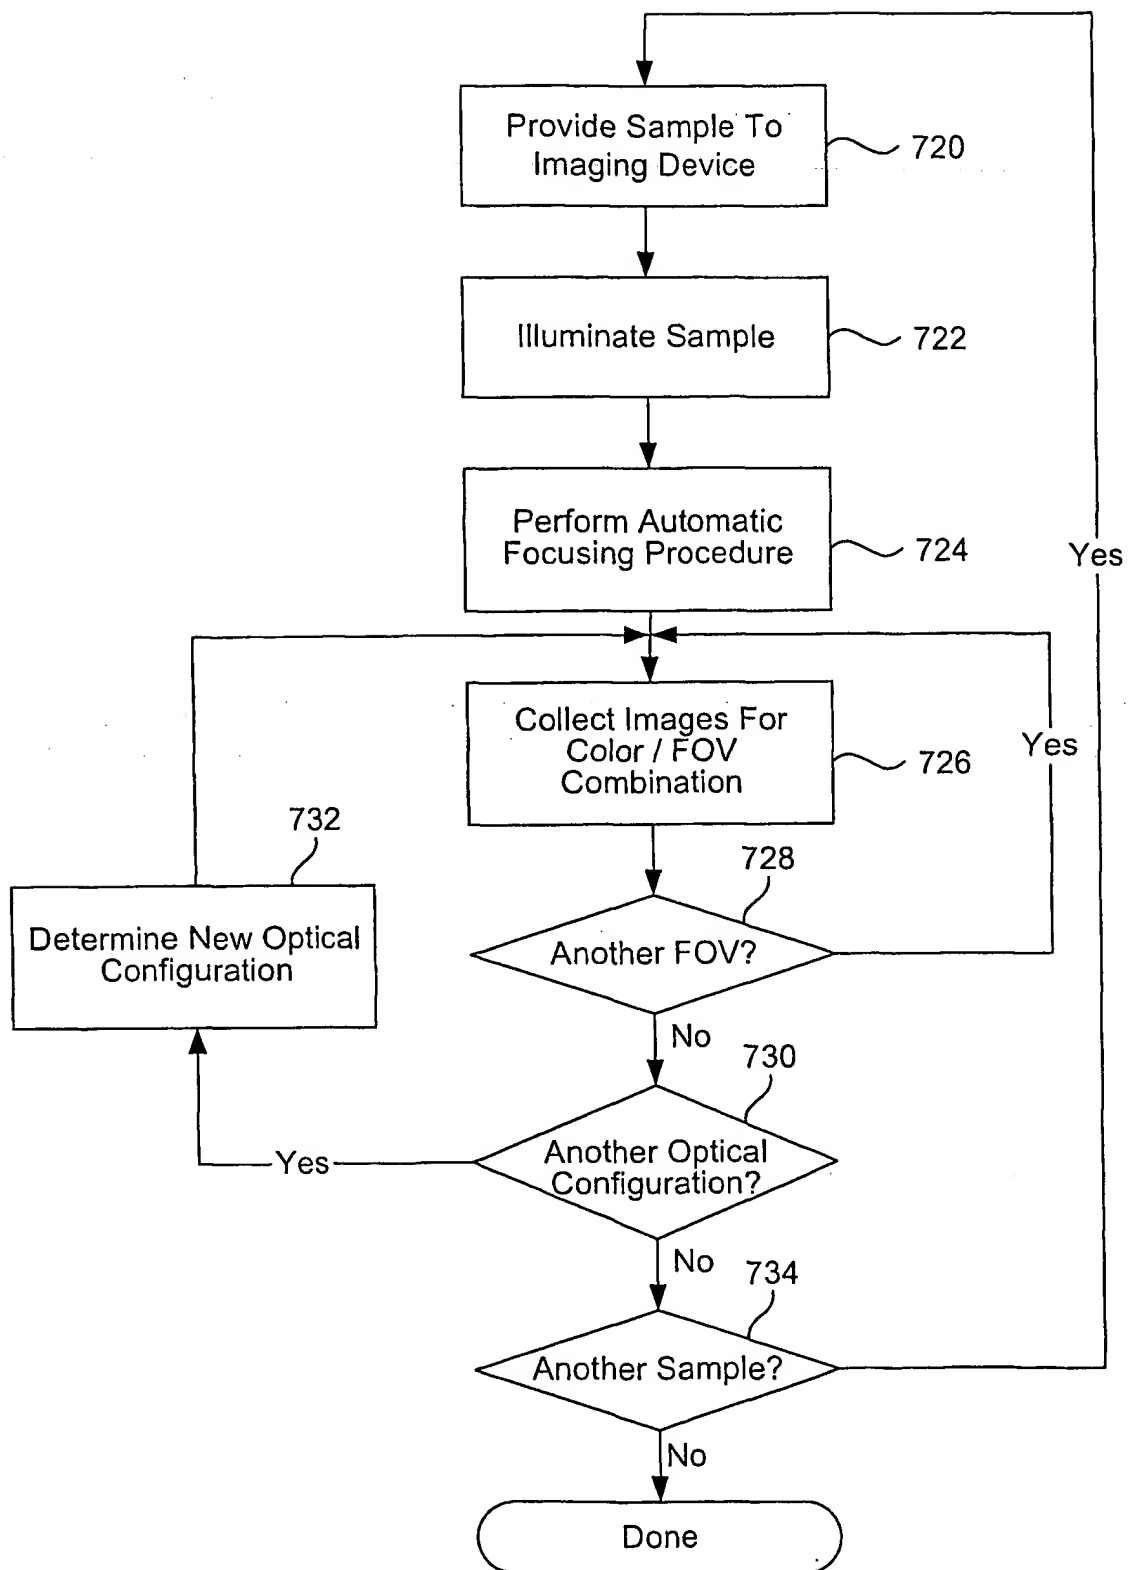 Provide Sample To
Imaging Device
720
Illuminate Sample
722
Perform Automatic
Focusing Procedure
724
Yes
Collect Images For
Color / FOV
Combination
726
Yes
732
Determine New Optical
Configuration
728
Another FOV?
No
730
Another Optical
Configuration?
Yes
No
734
Another Sample?
No
Done